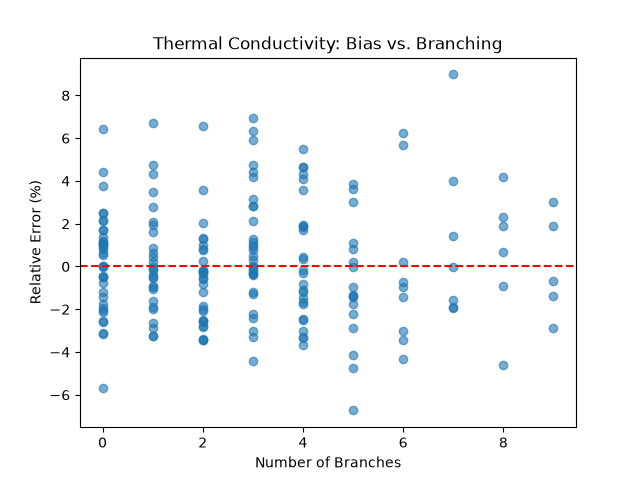 Thermal Conductivity: Bias vs. Branching
8
6
4
2
0
−2
−4
−6
Relative Error (%)
0 2 4 6 8
Number of Branches